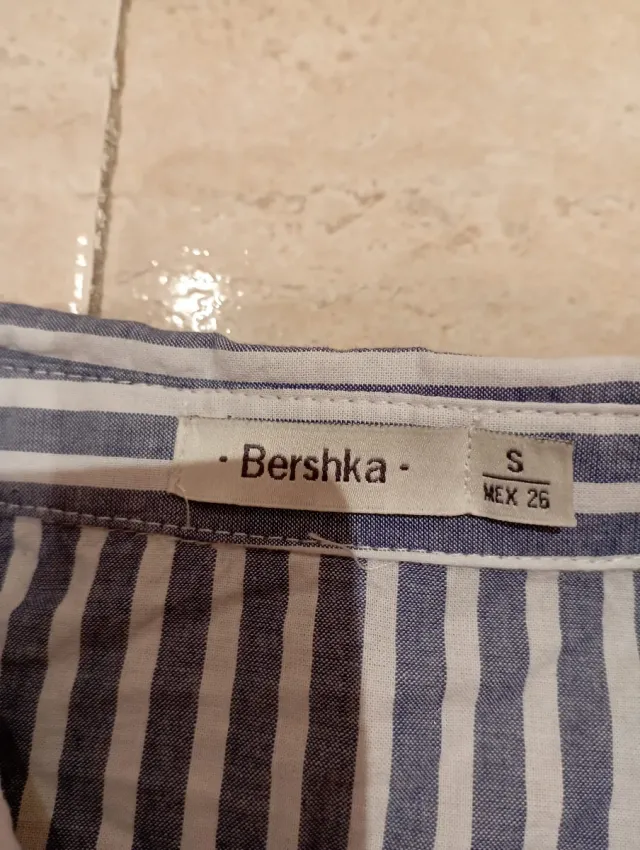 · Bershka ·
S
MEX 26